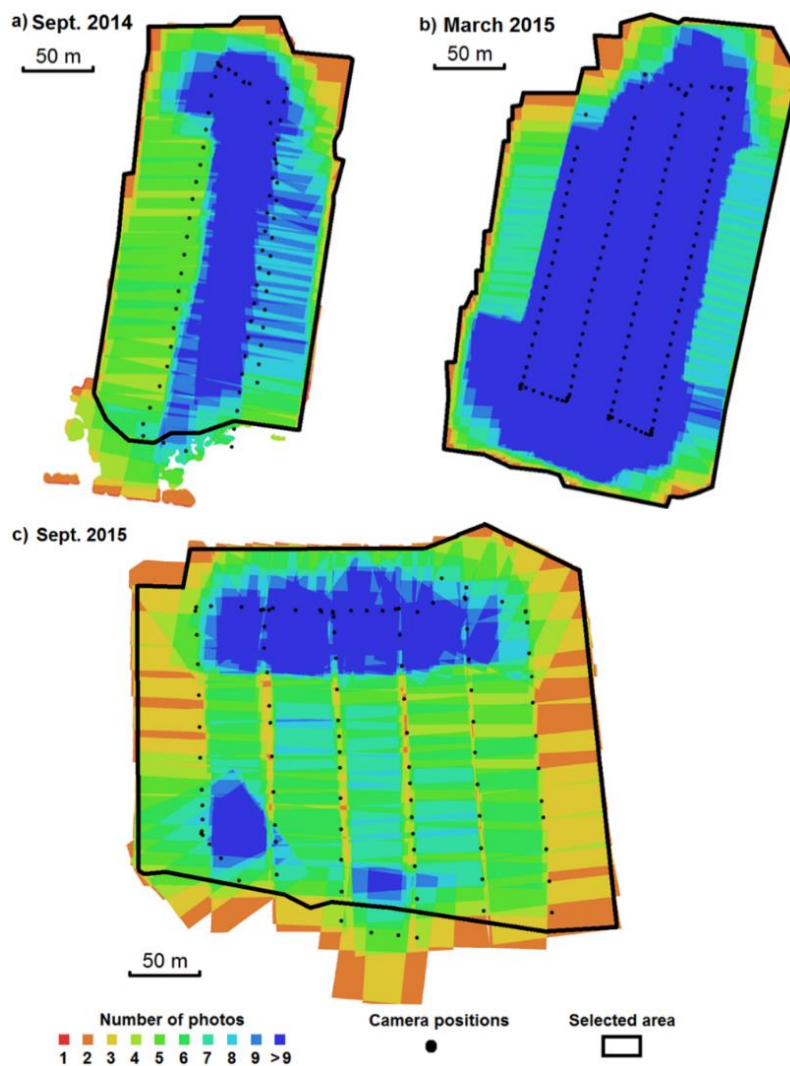 a) Sept. 2014
50 m
b) March 2015
50 m
c) Sept. 2015
50 m
Number of photos
1 2 3 4 5 6 7 8 9 >9
Camera positions
Selected area